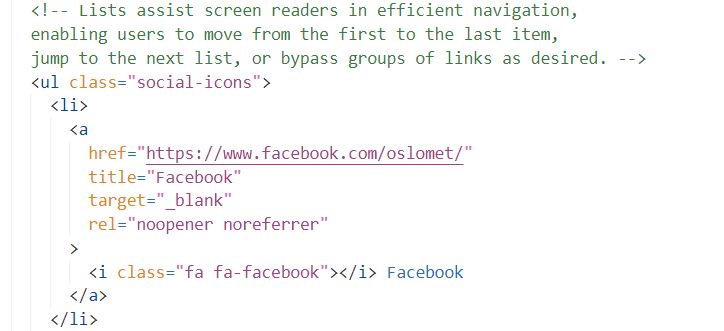 <!-- Lists assist screen readers in efficient navigation,
enabling users to move from the first to the last item,
jump to the next list, or bypass groups of links as desired. -->
<ul class="social-icons">
<li>
<a
href="https://www.facebook.com/oslomet/"
title="Facebook"
target="_blank"
rel="noopener noreferrer"
>
<i class="fa fa-facebook"></i> Facebook
</a>
</li>